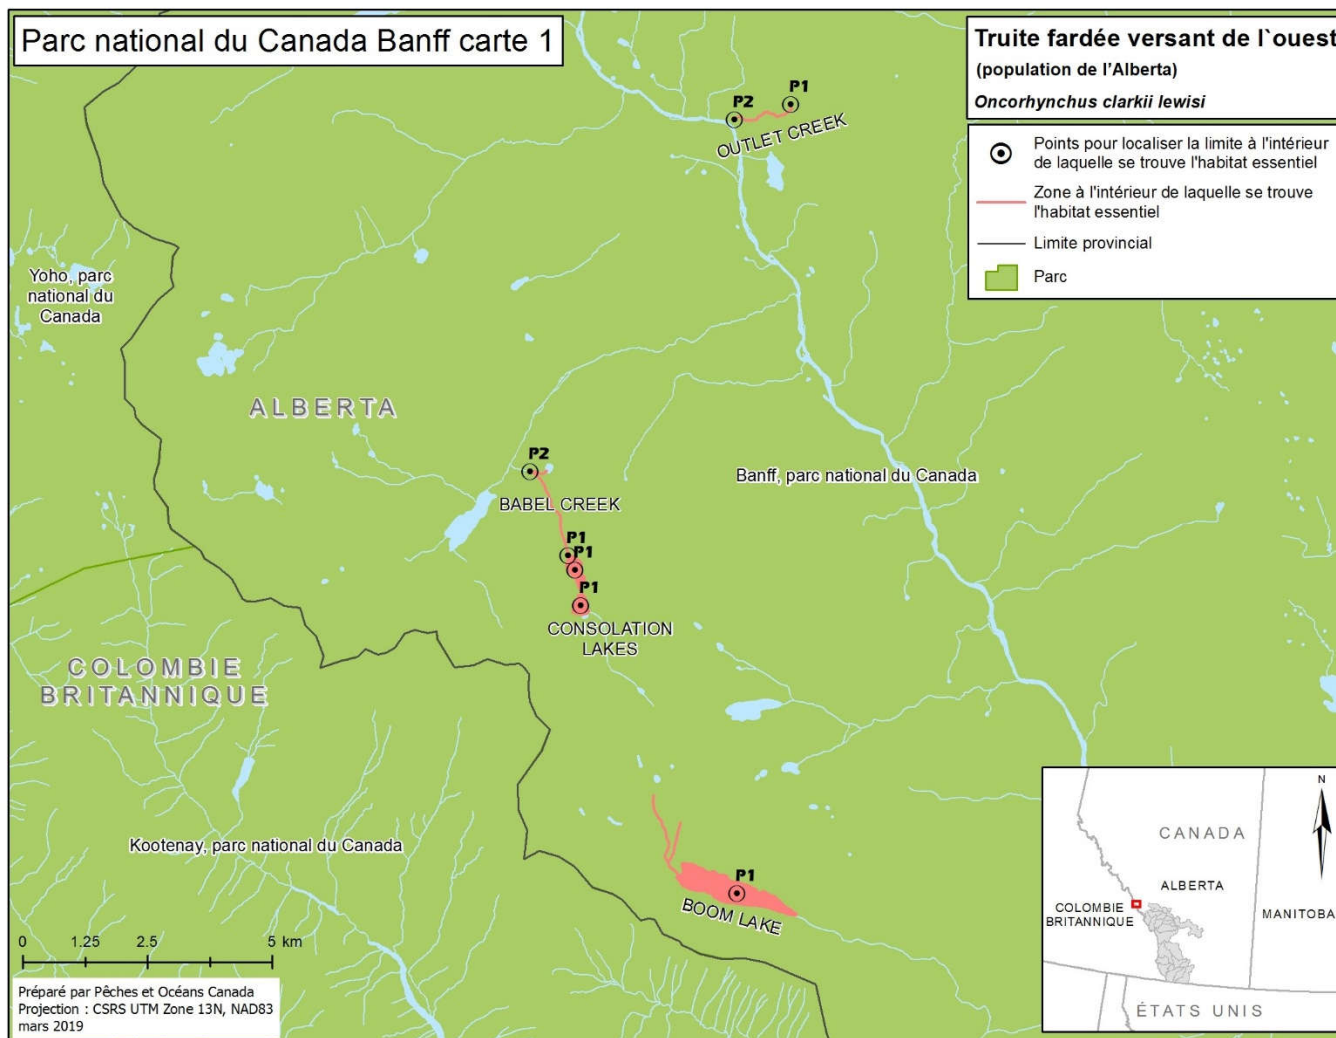 Parc national du Canada Banff carte 1
Truite fardée versant de l`ouest
(population de l'Alberta)
Oncorhynchus clarkii lewisi
Points pour localiser la limite à l'intérieur
de laquelle se trouve l'habitat essentiel
Zone à l'intérieur de laquelle se trouve
l'habitat essentiel
Limite provincial
Parc
P1
P2
OUTLET CREEK
Yoho, parc
national du
Canada
ALBERTA
P2
BABEL CREEK
Banff, parc national du Canada
P1
P1
P1
CONSOLATION
LAKES
COLOMBIE
BRITANNIQUE
Kootenay, parc national du Canada
P1
BOOM LAKE
0 1.25 2.5 5 km
Préparé par Pêches et Océans Canada
Projection : CSRS UTM Zone 13N, NAD83
mars 2019
N
CANADA
ALBERTA
COLOMBIE
BRITANNIQUE
MANITOBA
ÉTATS UNIS